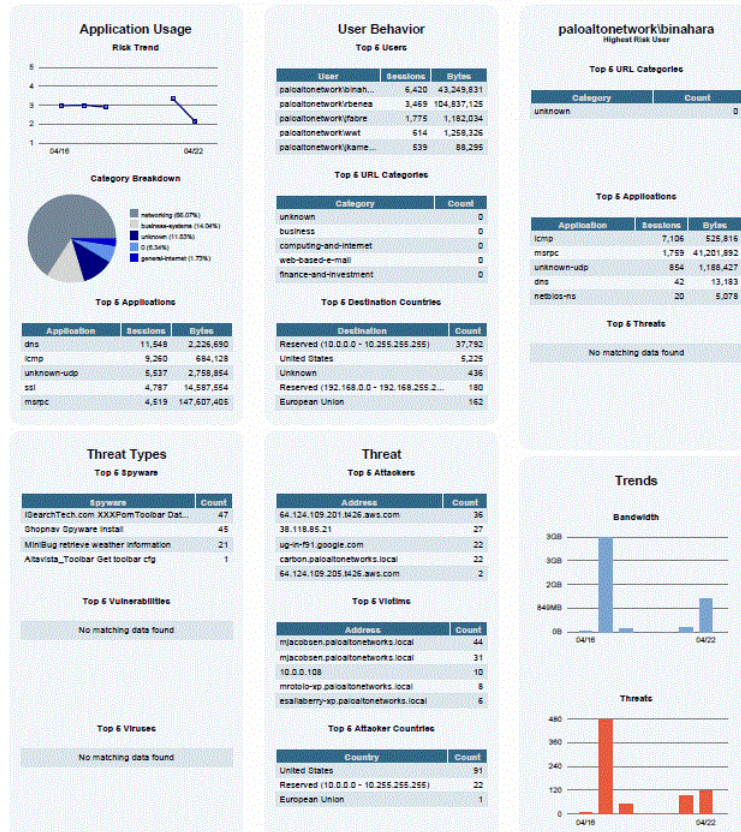 Application Usage
Risk Trend
5
4
3
2
1
04/16 04/22
Category Breakdown
networking (66.07%)
business-systems (14.04%)
unknown (11.83%)
0 (6.34%)
general-internet (1.73%)
Top 5 Applications
Application Sessions Bytes
dns 11,548 2,226,690
icmp 9,260 684,128
unknown-udp 5,537 2,758,854
ssl 4,787 14,587,554
msrpc 4,519 147,607,405
User Behavior
Top 5 Users
User Sessions Bytes
paloaltonetwork\binah... 6,420 43,249,831
paloaltonetwork\rbenea 3,469 104,837,125
paloaltonetwork\jfabre 1,775 1,182,034
paloaltonetwork\wwt 614 1,258,326
paloaltonetwork\jkame... 539 88,295
Top 5 URL Categories
Category Count
unknown 0
business 0
computing-and-internet 0
web-based-e-mail 0
finance-and-investment 0
Top 5 Destination Countries
Destination Count
Reserved (10.0.0.0 - 10.255.255.255) 37,792
United States 5,225
Unknown 436
Reserved (192.168.0.0 - 192.168.255.2... 180
European Union 162
paloaltonetwork\binahara
Highest Risk User
Top 5 URL Categories
Category Count
unknown 0
Top 5 Applications
Application Sessions Bytes
icmp 7,106 525,816
msrpc 1,759 41,201,892
unknown-udp 854 1,188,427
dns 42 13,183
netbios-ns 20 5,078
Top 5 Threats
No matching data found
Threat Types
Top 5 Spyware
Spyware Count
ISearchTech.com XXXPornToolbar Dat... 47
Shopnav Spyware Install 45
MiniBug retrieve weather information 21
Altavista_Toolbar Get toolbar cfg 1
Top 5 Vulnerabilities
No matching data found
Top 5 Viruses
No matching data found
Threat
Top 5 Attackers
Address Count
64.124.109.201.t426.aws.com 36
38.118.85.21 27
ug-in-f91.google.com 22
carbon.paloaltonetworks.local 22
64.124.109.205.t426.aws.com 2
Top 5 Victims
Address Count
mjacobsen.paloaltonetworks.local 44
mjacobsen.paloaltonetworks.local 31
10.0.0.108 10
mrotolo-xp.paloaltonetworks.local 8
esallaberry-xp.paloaltonetworks.local 6
Top 5 Attacker Countries
Country Count
United States 91
Reserved (10.0.0.0 - 10.255.255.255) 22
European Union 1
Trends
Bandwidth
3GB
3GB
2GB
849MB
0B
04/16 04/22
Threats
480
360
240
120
0
04/16 04/22